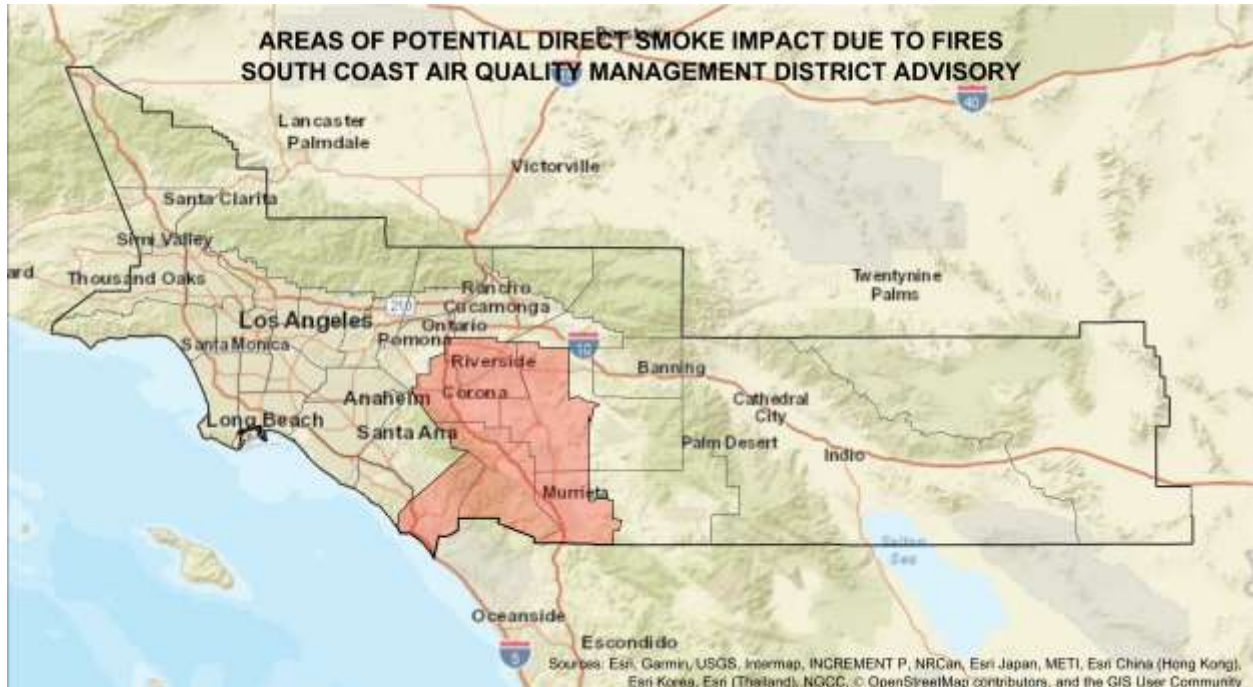 AREAS OF POTENTIAL DIRECT SMOKE IMPACT DUE TO FIRES
SOUTH COAST AIR QUALITY MANAGEMENT DISTRICT ADVISORY
40
Lancaster
Palmdale
Victorville
Santa Clarita
Simi Valley
ard
Thousand Oaks
Twentynine
Palms
Rancho
Cucamonga
210
Los Angeles
Ontario
Pomona
Santa Monica
10
Riverside
Banning
Corona
Anaheim
Cathedral
City
Long Beach
Santa Ana
Palm Desert
Indio
Murrieta
Salton
Sea
Oceanside
5
Escondido
Sources: Esri, Garmin, USGS, Intermap, INCREMENT P, NRCan, Esri Japan, METI, Esri China (Hong Kong),
Esri Korea, Esri (Thailand), NGCC, © OpenStreetMap contributors, and the GIS User Community